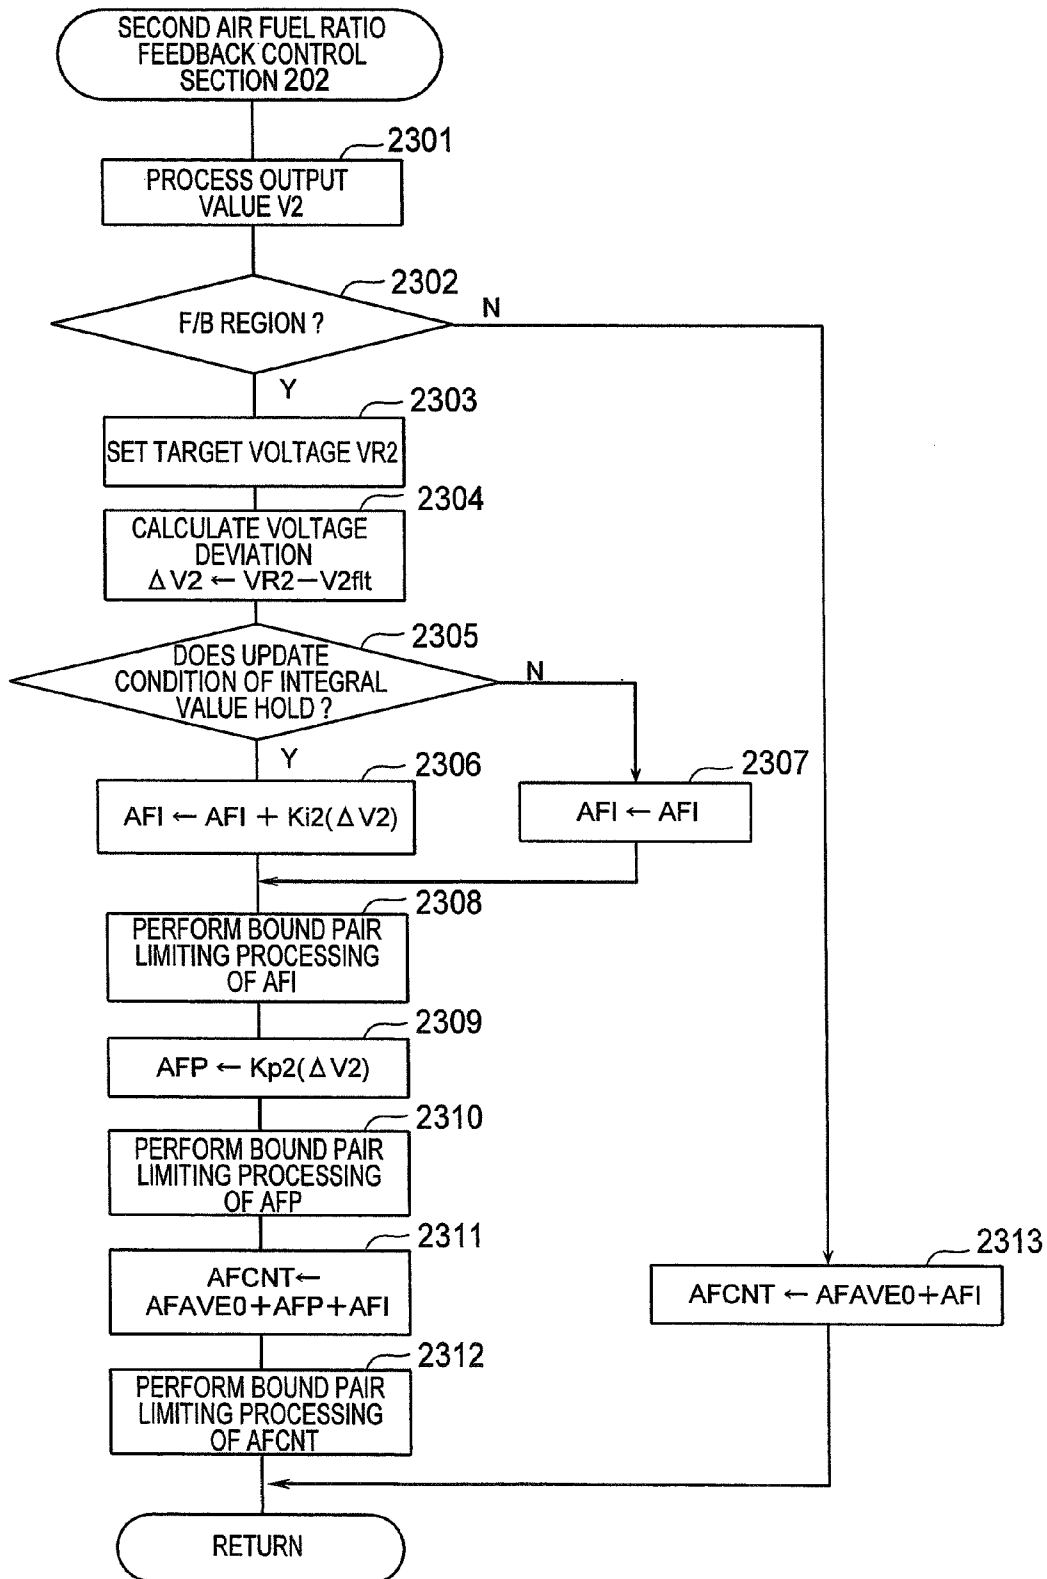 SECOND AIR FUEL RATIO
FEEDBACK CONTROL
SECTION 202
2301
PROCESS OUTPUT
VALUE V2
2302
F/B REGION ?
N
Y
2303
SET TARGET VOLTAGE VR2
2304
CALCULATE VOLTAGE
DEVIATION
Δ V2 ← VR2−V2flt
2305
DOES UPDATE
CONDITION OF INTEGRAL
VALUE HOLD ?
N
Y
2306
AFI ← AFI + Ki2(Δ V2)
2307
AFI ← AFI
2308
PERFORM BOUND PAIR
LIMITING PROCESSING
OF AFI
2309
AFP ← Kp2(Δ V2)
2310
PERFORM BOUND PAIR
LIMITING PROCESSING
OF AFP
2311
AFCNT←
AFAVE0+AFP+AFI
2313
AFCNT ← AFAVE0+AFI
2312
PERFORM BOUND PAIR
LIMITING PROCESSING
OF AFCNT
RETURN